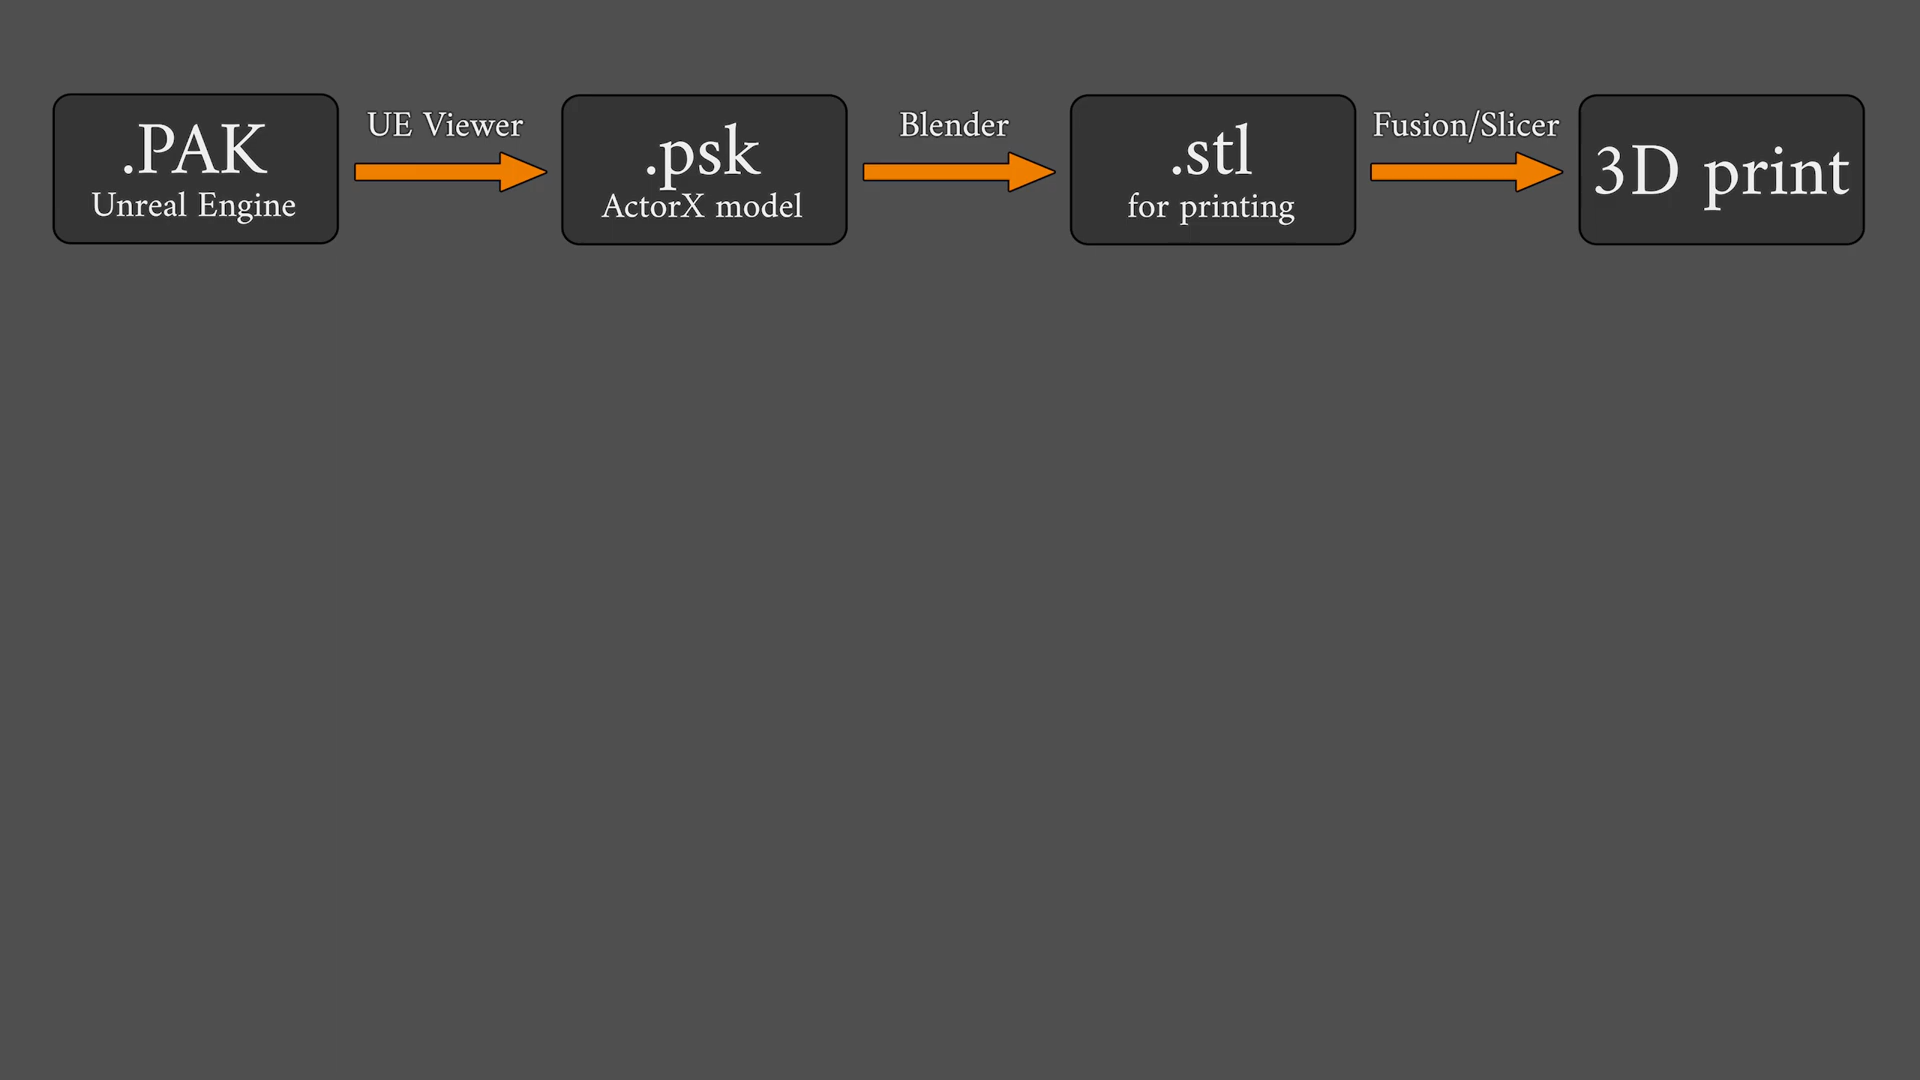 .PAK
Unreal Engine
UE Viewer
.psk
ActorX model
Blender
.stl
for printing
Fusion/Slicer
3D print